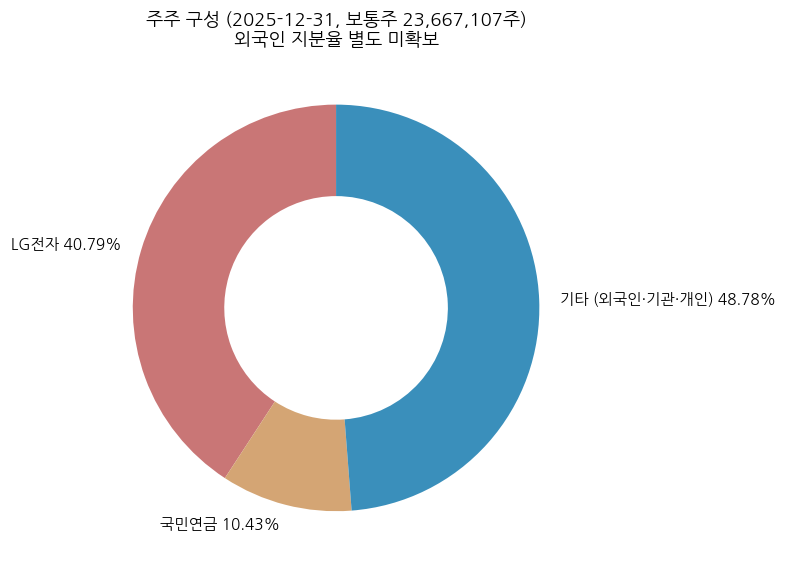 주주 구성 (2025-12-31, 보통주 23,667,107주)
외국인 지분율 별도 미확보
LG전자 40.79%
기타 (외국인·기관·개인) 48.78%
국민연금 10.43%